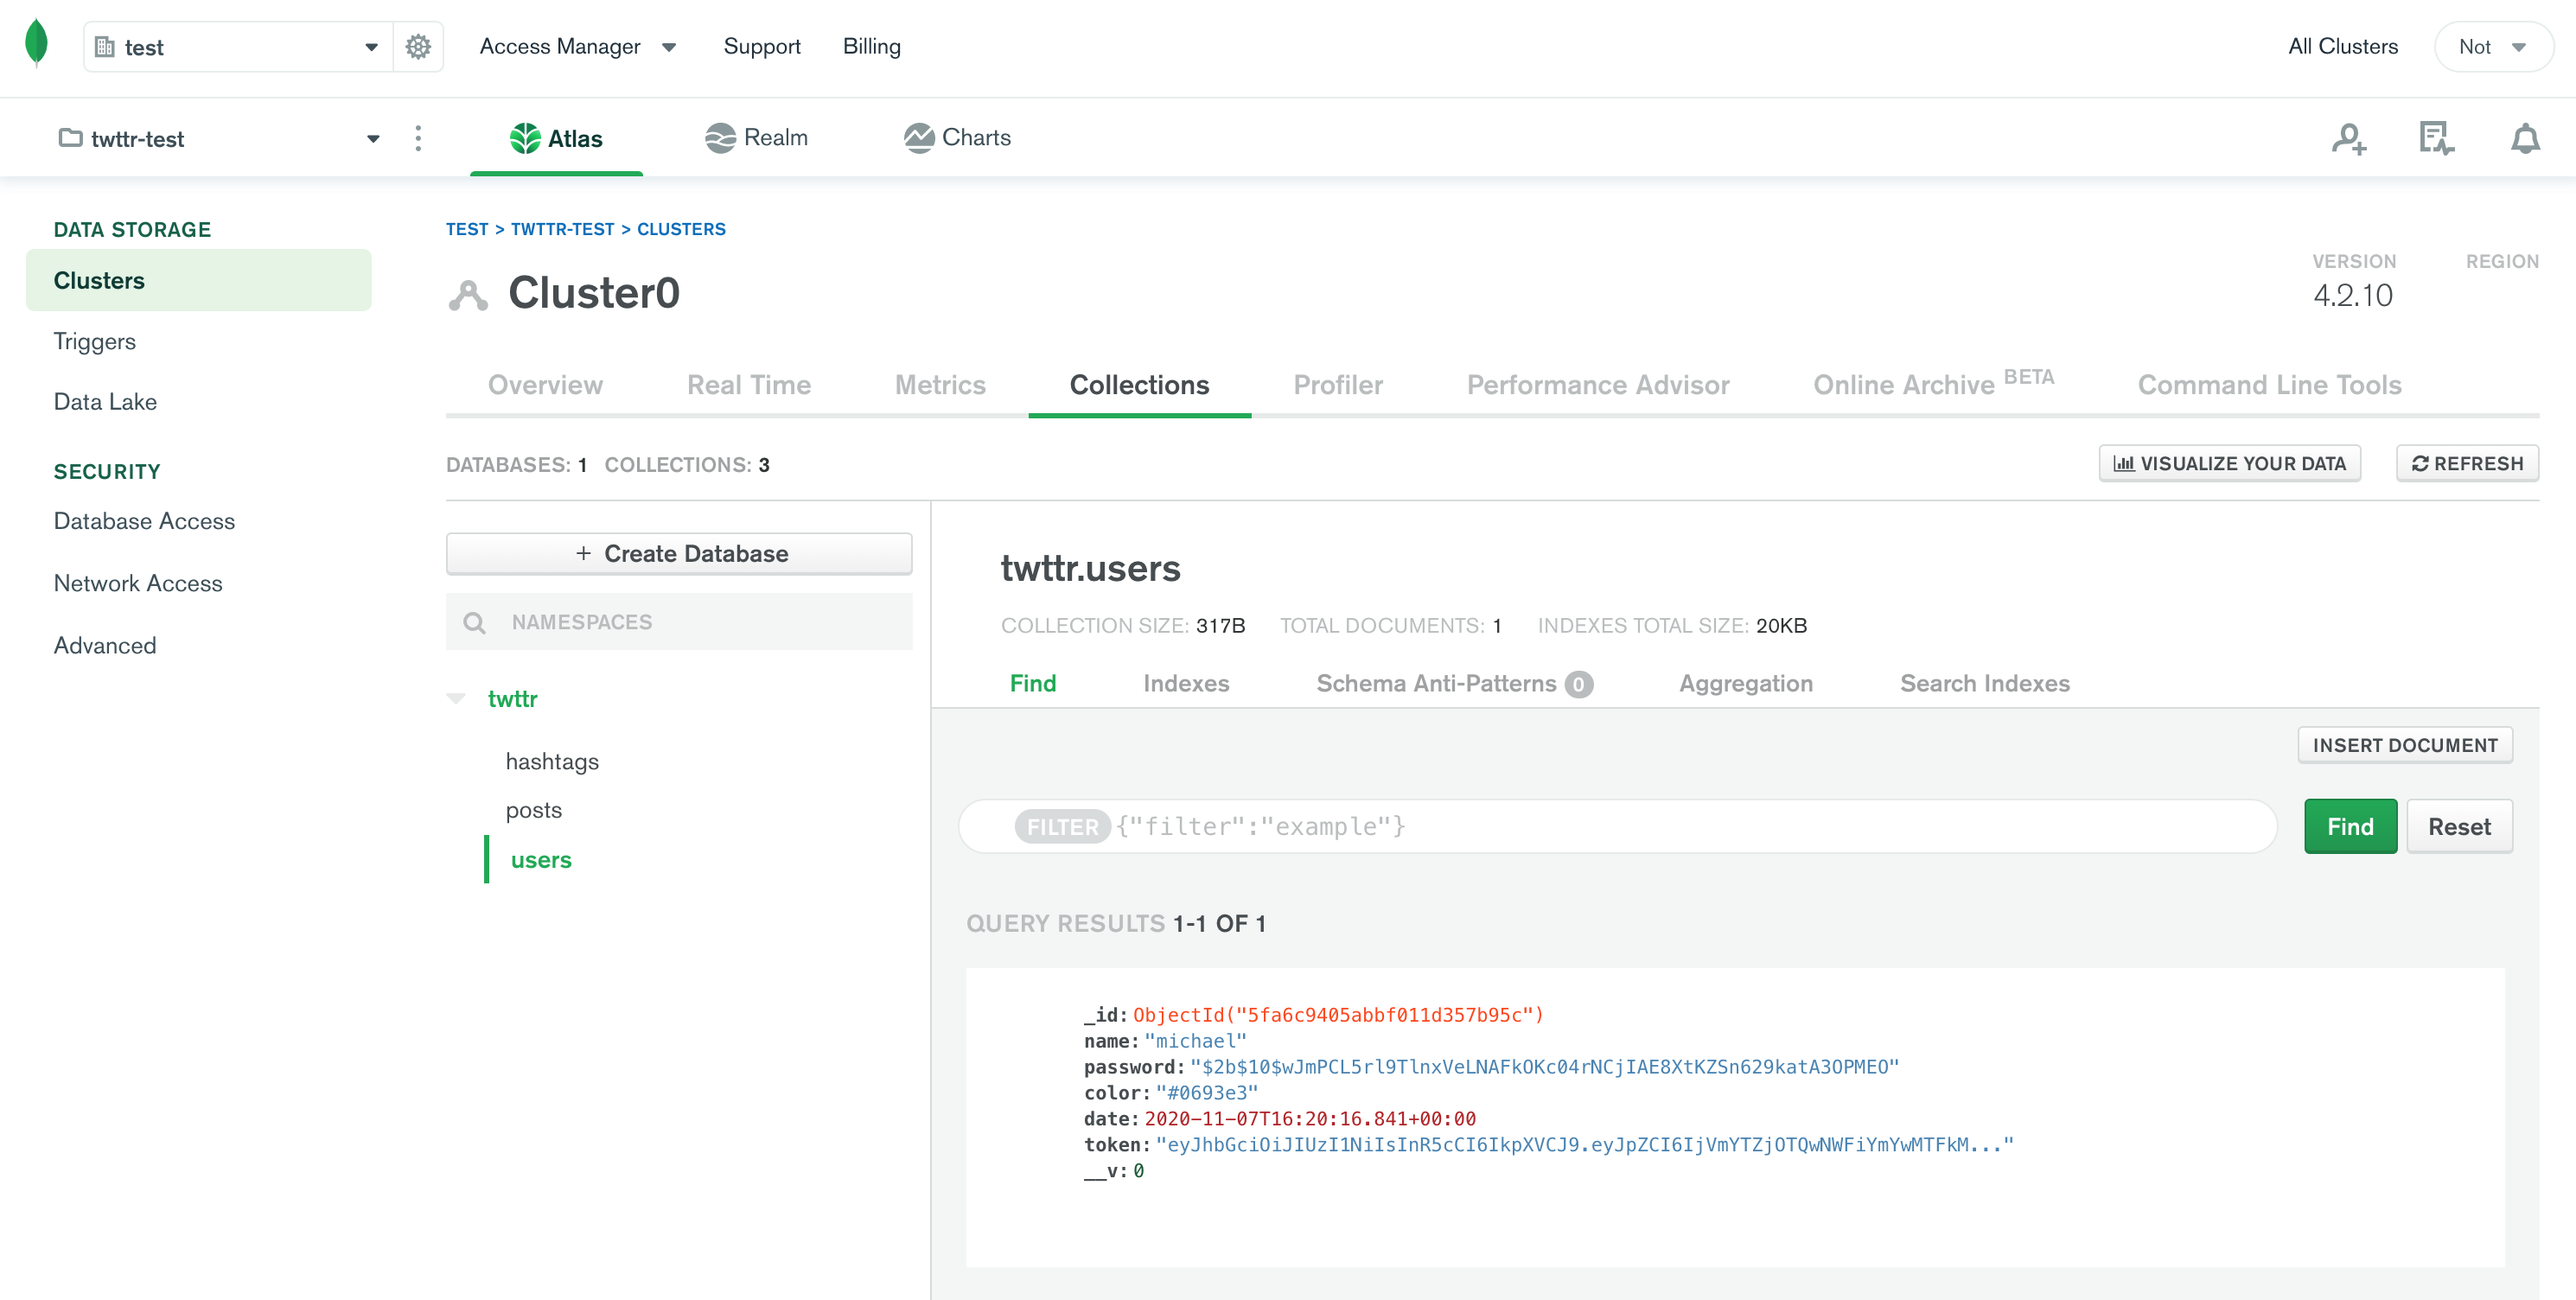 test
Access Manager
Support
Billing
All Clusters
Not
twttr-test
Atlas
Realm
Charts
DATA STORAGE
Clusters
Triggers
Data Lake
SECURITY
Database Access
Network Access
Advanced
TEST > TWTTR-TEST > CLUSTERS
Cluster0
VERSION
4.2.10
REGION
Overview
Real Time
Metrics
Collections
Profiler
Performance Advisor
Online Archive BETA
Command Line Tools
DATABASES: 1 COLLECTIONS: 3
VISUALIZE YOUR DATA
REFRESH
+ Create Database
NAMESPACES
twttr
hashtags
posts
users
twttr.users
COLLECTION SIZE: 317B TOTAL DOCUMENTS: 1 INDEXES TOTAL SIZE: 20KB
Find
Indexes
Schema Anti-Patterns 0
Aggregation
Search Indexes
INSERT DOCUMENT
FILTER {"filter":"example"}
Find
Reset
QUERY RESULTS 1-1 OF 1
_id: ObjectId("5fa6c9405abbf011d357b95c")
name: "michael"
password: "$2b$10$wJmPCL5rl9TlnxVeLNAFkOKc04rNCjIAE8XtKZSn629katA3OPMEO"
color: "#0693e3"
date: 2020-11-07T16:20:16.841+00:00
token: "eyJhbGciOiJIUzI1NiIsInR5cCI6IkpXVCJ9.eyJpZCI6IjVmYTZjOTQwNWFiYmYwMTFkM..."
__v: 0